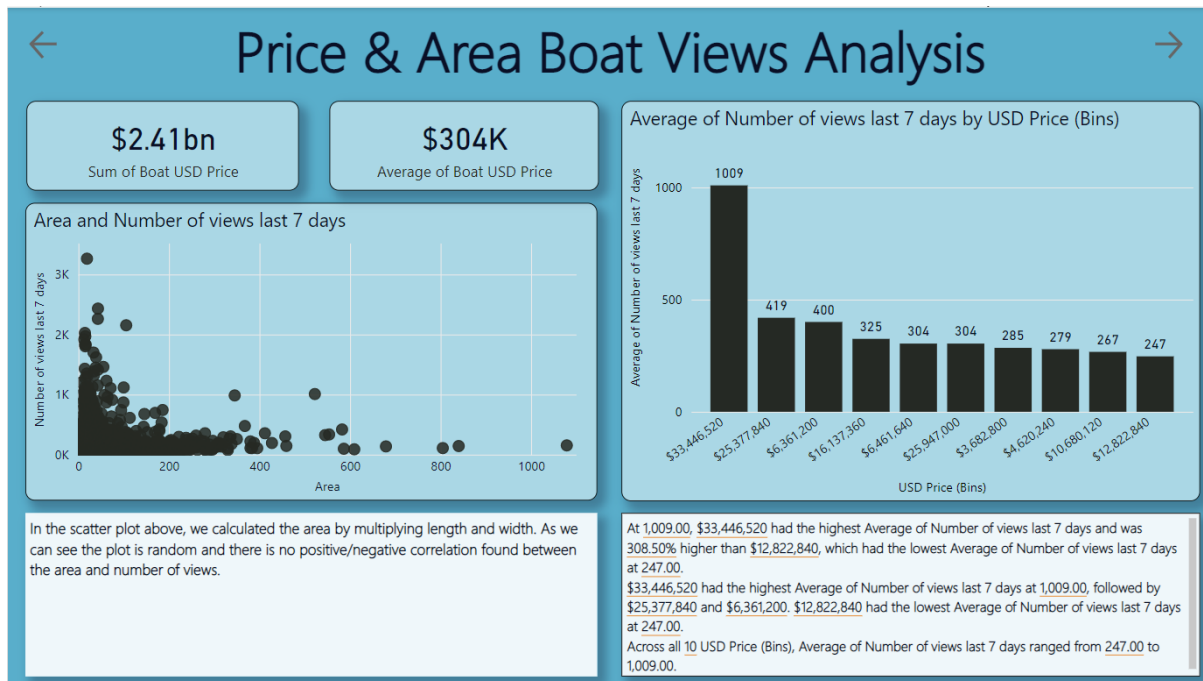 Price & Area Boat Views Analysis
$2.41bn
Sum of Boat USD Price
$304K
Average of Boat USD Price
Area and Number of views last 7 days
Number of views last 7 days
3K
2K
1K
0K
0 200 400 600 800 1000
Area
In the scatter plot above, we calculated the area by multiplying length and width. As we
can see the plot is random and there is no positive/negative correlation found between
the area and number of views.
Average of Number of views last 7 days by USD Price (Bins)
Average of Number of views last 7 days
1000
500
0
1009 419 400 325 304 304 285 279 267 247
$33,446,520 $25,377,840 $6,361,200 $16,137,360 $6,461,640 $25,947,000 $3,682,800 $4,620,240 $10,680,120 $12,822,840
USD Price (Bins)
At 1,009.00, $33,446,520 had the highest Average of Number of views last 7 days and was
308.50% higher than $12,822,840, which had the lowest Average of Number of views last 7 days
at 247.00.
$33,446,520 had the highest Average of Number of views last 7 days at 1,009.00, followed by
$25,377,840 and $6,361,200. $12,822,840 had the lowest Average of Number of views last 7 days
at 247.00.
Across all 10 USD Price (Bins), Average of Number of views last 7 days ranged from 247.00 to
1,009.00.